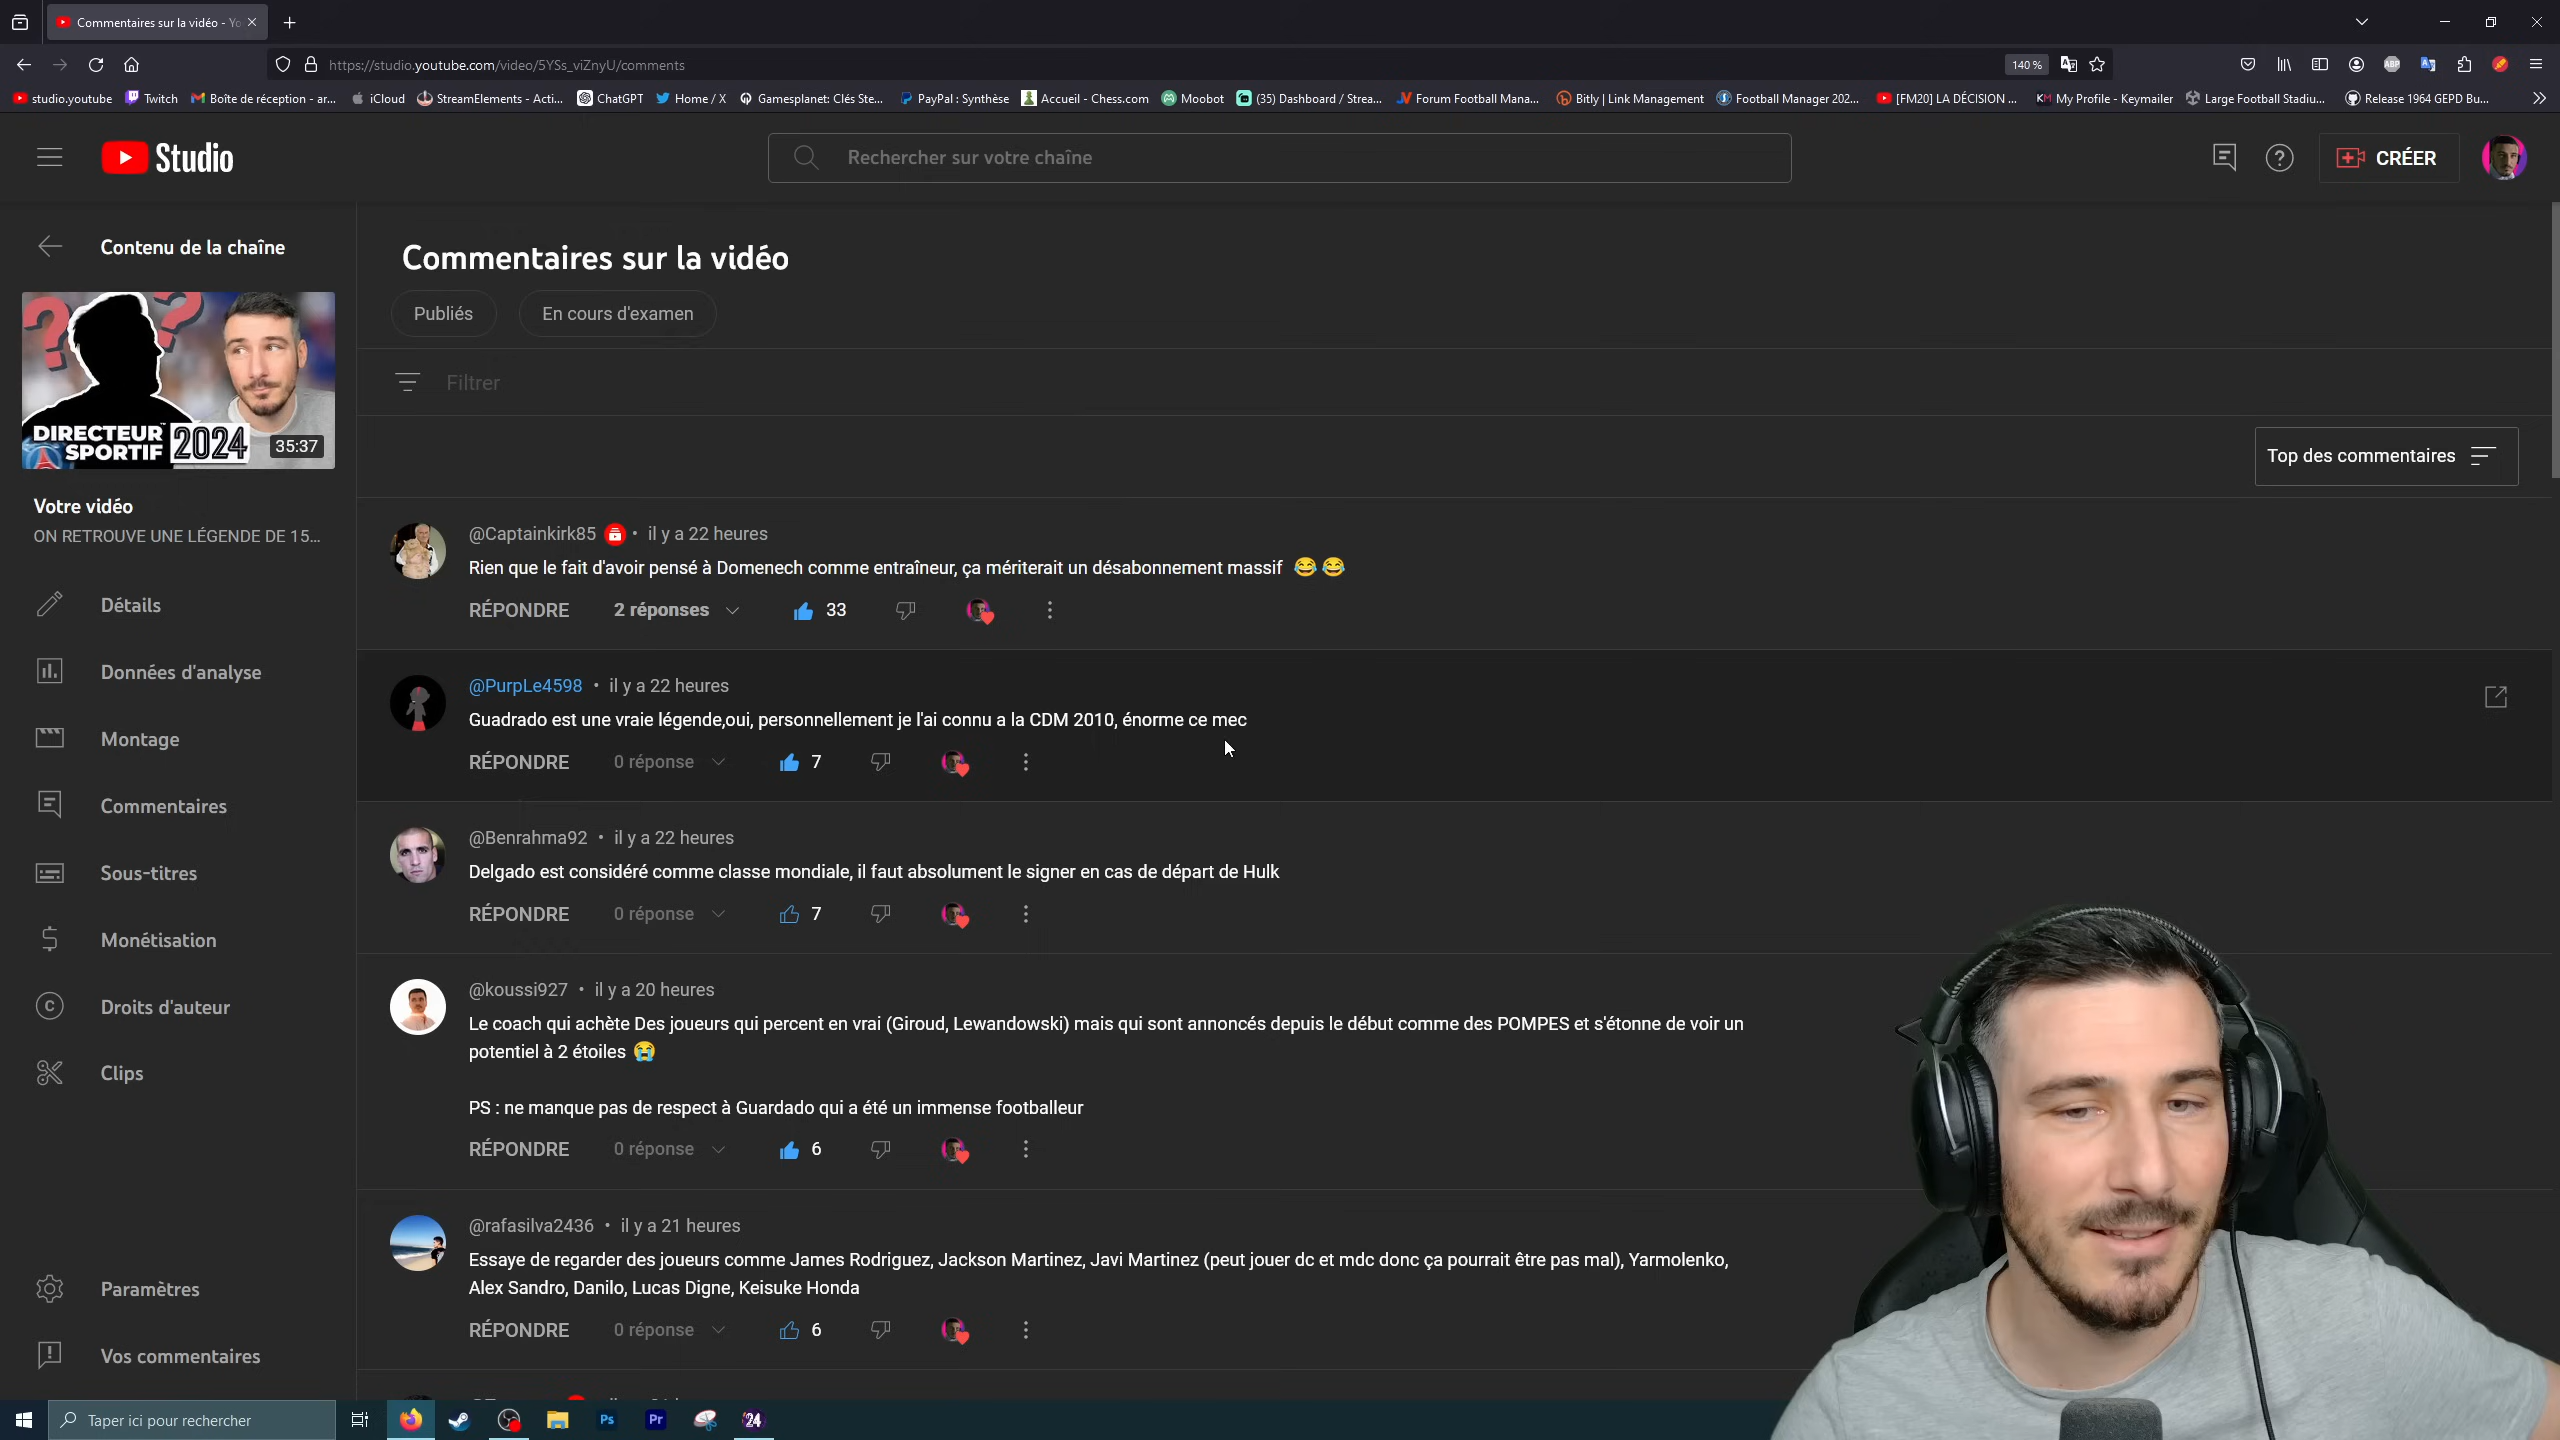 Commentaires sur la vidéo - Yo
https://studio.youtube.com/video/5YSs_viZnyU/comments
140 %
studio.youtube
Twitch
Boîte de réception - ar...
iCloud
StreamElements - Acti...
ChatGPT
Home / X
Gamesplanet: Clés Ste...
PayPal : Synthèse
Accueil - Chess.com
Moobot
(35) Dashboard / Strea...
Forum Football Mana...
Bitly | Link Management
Football Manager 202...
[FM20] LA DÉCISION ...
My Profile - Keymailer
Large Football Stadiu...
Release 1964 GEPD Bu...
Studio
Rechercher sur votre chaîne
CRÉER
Contenu de la chaîne
DIRECTEUR
SPORTIF
2024
35:37
Votre vidéo
ON RETROUVE UNE LÉGENDE DE 15...
Détails
Données d'analyse
Montage
Commentaires
Sous-titres
Monétisation
Droits d'auteur
Clips
Paramètres
Vos commentaires
Commentaires sur la vidéo
Publiés
En cours d'examen
Filtrer
Top des commentaires
@Captainkirk85 • il y a 22 heures
Rien que le fait d'avoir pensé à Domenech comme entraîneur, ça mériterait un désabonnement massif 😂😂
RÉPONDRE 2 réponses 33
@PurpLe4598 • il y a 22 heures
Guadrado est une vraie légende,oui, personnellement je l'ai connu a la CDM 2010, énorme ce mec
RÉPONDRE 0 réponse 7
@Benrahma92 • il y a 22 heures
Delgado est considéré comme classe mondiale, il faut absolument le signer en cas de départ de Hulk
RÉPONDRE 0 réponse 7
@koussi927 • il y a 20 heures
Le coach qui achète Des joueurs qui percent en vrai (Giroud, Lewandowski) mais qui sont annoncés depuis le début comme des POMPES et s'étonne de voir un
potentiel à 2 étoiles 😭
PS : ne manque pas de respect à Guardado qui a été un immense footballeur
RÉPONDRE 0 réponse 6
@rafasilva2436 • il y a 21 heures
Essaye de regarder des joueurs comme James Rodriguez, Jackson Martinez, Javi Martinez (peut jouer dc et mdc donc ça pourrait être pas mal), Yarmolenko,
Alex Sandro, Danilo, Lucas Digne, Keisuke Honda
RÉPONDRE 0 réponse 6
Taper ici pour rechercher
Ps
Pr
24